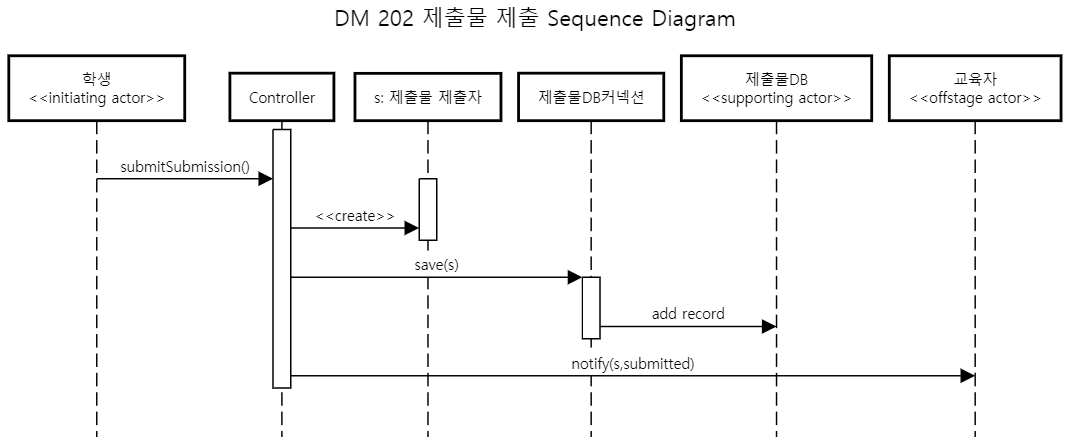 DM 202 제출물 제출 Sequence Diagram
학생
<<initiating actor>>
Controller
s: 제출물 제출자
제출물DB커넥션
제출물DB
<<supporting actor>>
교육자
<<offstage actor>>
submitSubmission()
<<create>>
save(s)
add record
notify(s,submitted)